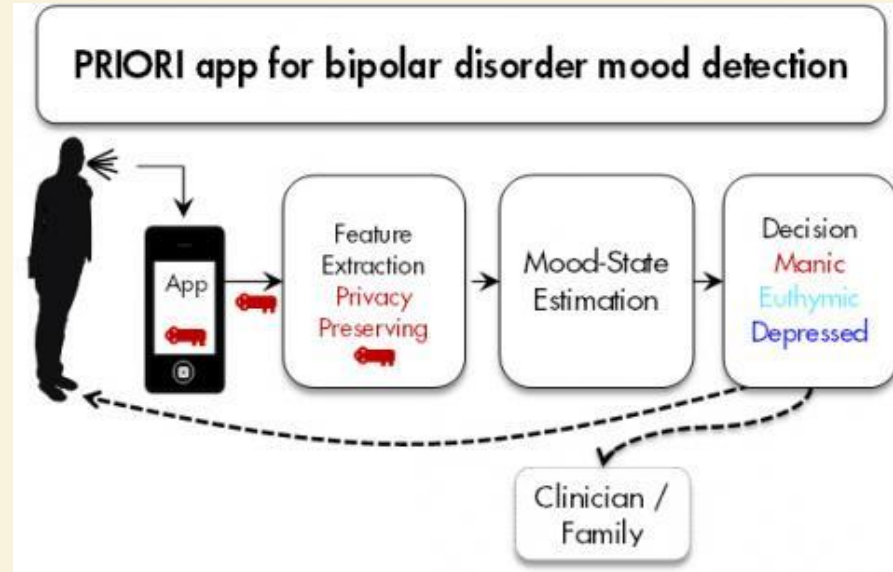 PRIORI app for bipolar disorder mood detection
App
Feature
Extraction
Privacy
Preserving
Mood-State
Estimation
Decision
Manic
Euthymic
Depressed
Clinician /
Family